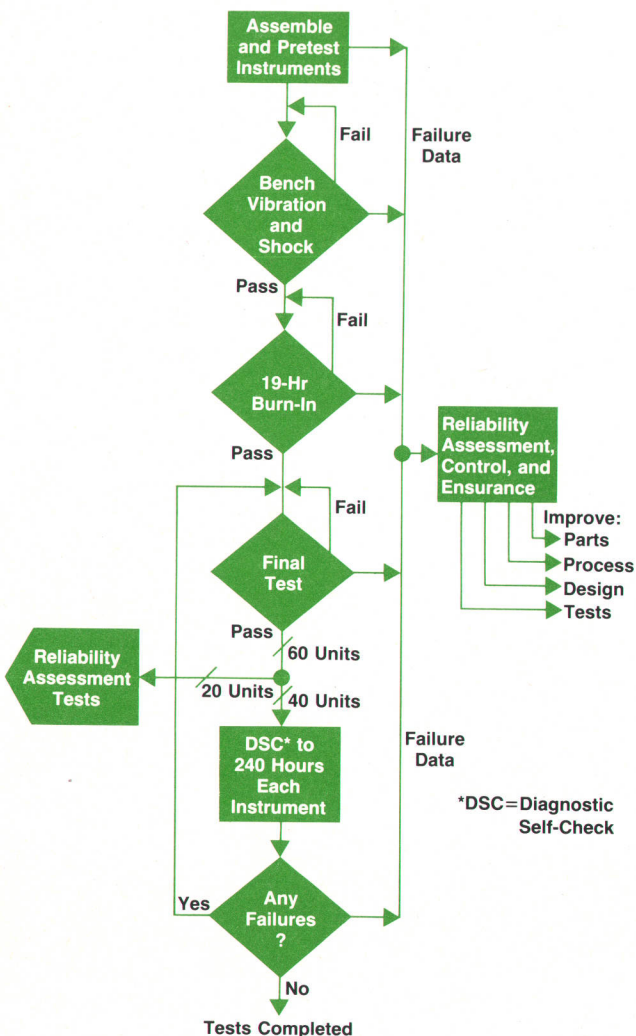 Assemble
and Pretest
Instruments
Fail
Failure
Data
Bench
Vibration
and
Shock
Pass
Fail
19-Hr
Burn-In
Pass
Reliability
Assessment,
Control, and
Ensurance
Improve:
Parts
Process
Design
Tests
Fail
Final
Test
Pass
60 Units
Reliability
Assessment
Tests
20 Units
40 Units
DSC* to
240 Hours
Each
Instrument
Failure
Data
*DSC=Diagnostic
Self-Check
Yes
Any
Failures
?
No
Tests Completed